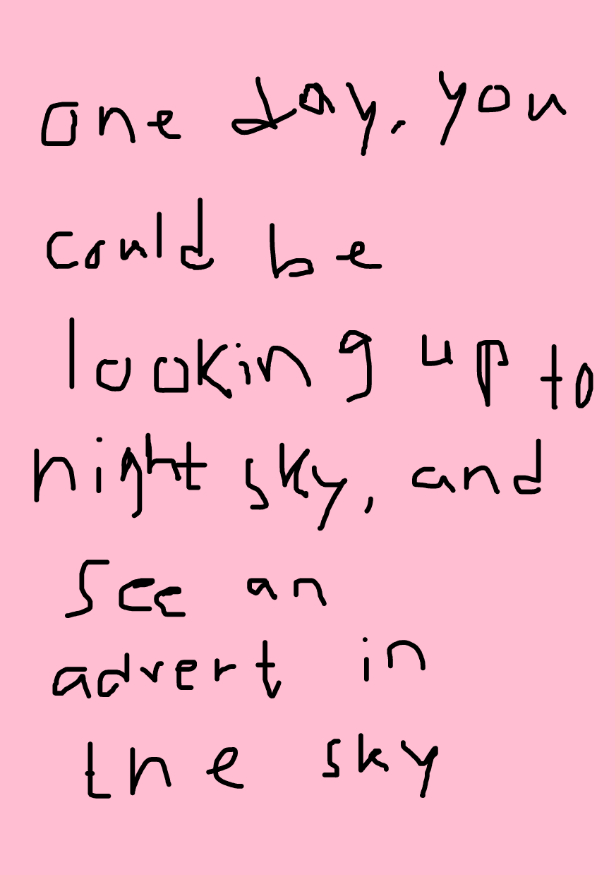 one day, you
could be
looking up to
night sky, and
see an
advert in
the sky